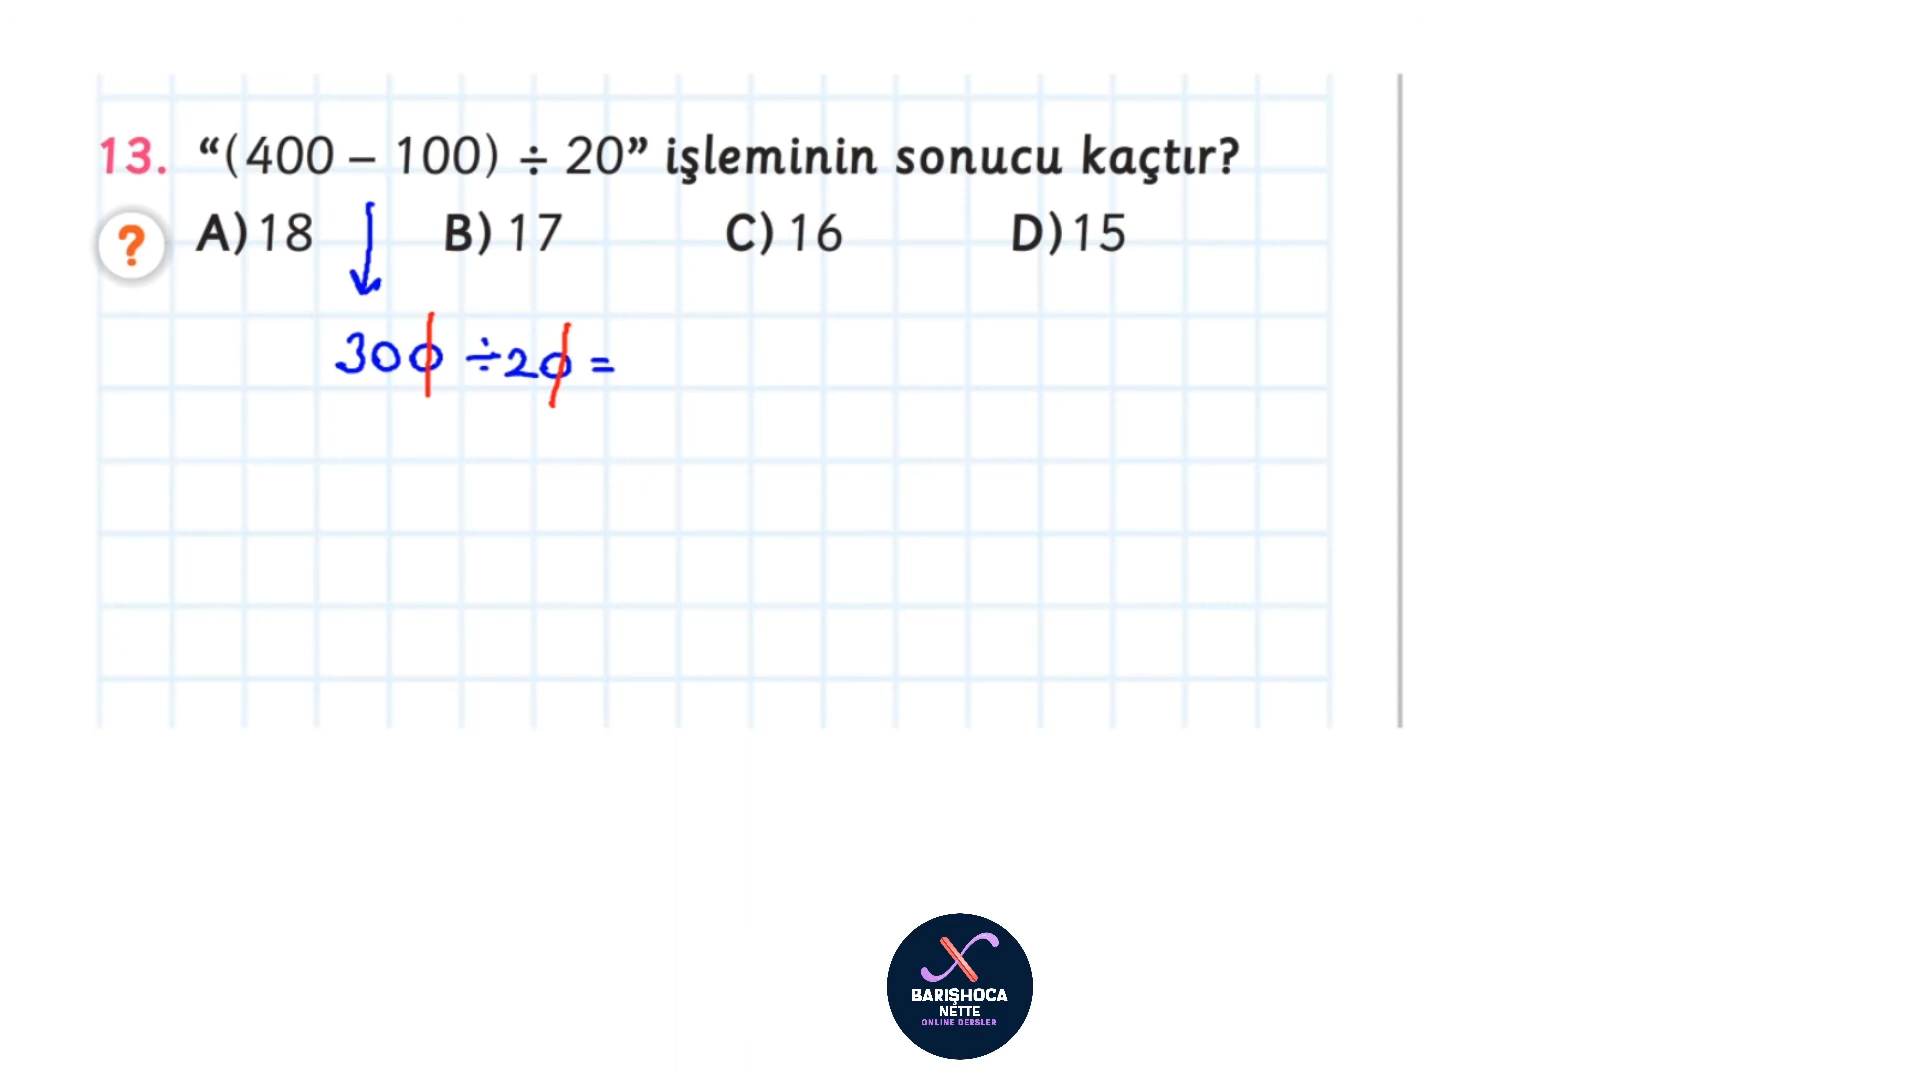 13. “(400 – 100) ÷ 20” işleminin sonucu kaçtır?
? A) 18 B) 17 C) 16 D) 15
300 ÷ 20 =
BARIŞHOCA
NETTE
ONLINE DERSLER